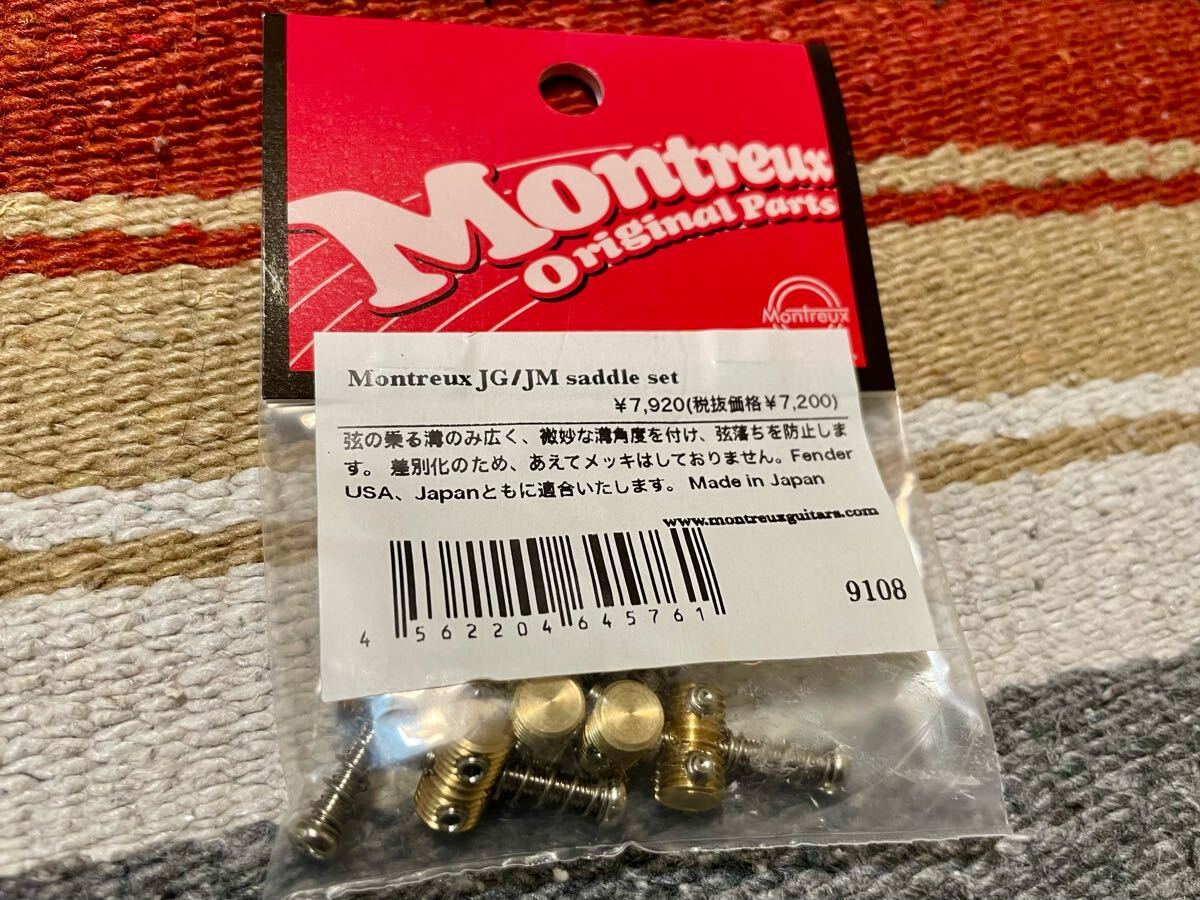 Montreux
Original Parts
Montreux
Montreux JG/JM saddle set
¥7,920(税抜価格¥7,200)
弦の乗る溝のみ広く、微妙な溝角度を付け、弦落ちを防止しま
す。 差別化のため、あえてメッキはしておりません。Fender
USA、Japanともに適合いたします。 Made in Japan
www.montreuxguitars.com
9108
4 562204 645761